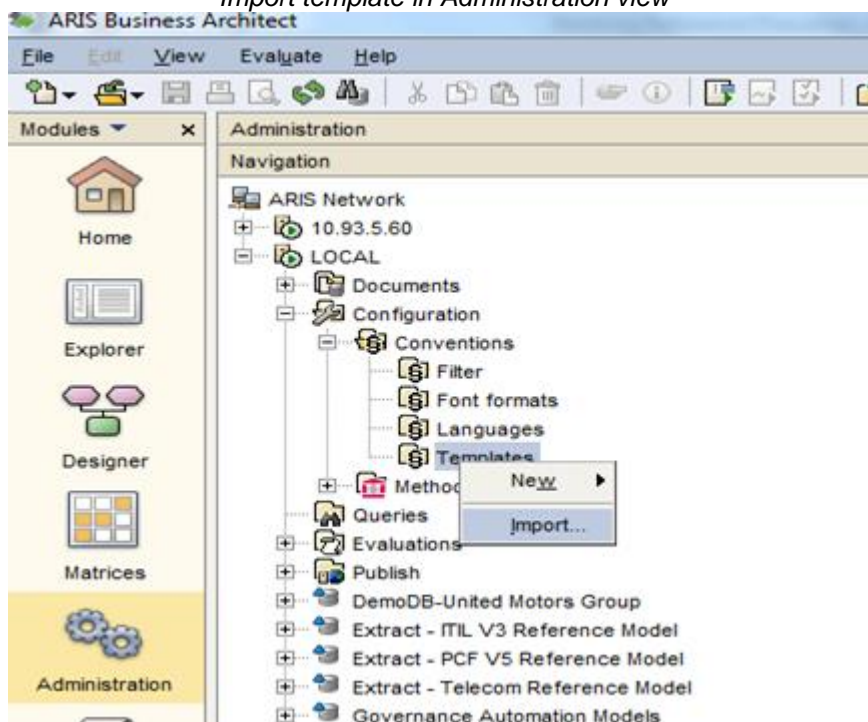 Import template in Administration view
ARIS Business Architect
File Edit View Evaluate Help
Modules
Administration
Navigation
Home
Explorer
Designer
Matrices
Administration
ARIS Network
10.93.5.60
LOCAL
Documents
Configuration
Conventions
Filter
Font formats
Languages
Templates
New
Import...
Queries
Evaluations
Publish
DemoDB-United Motors Group
Extract - ITIL V3 Reference Model
Extract - PCF V5 Reference Model
Extract - Telecom Reference Model
Governance Automation Models